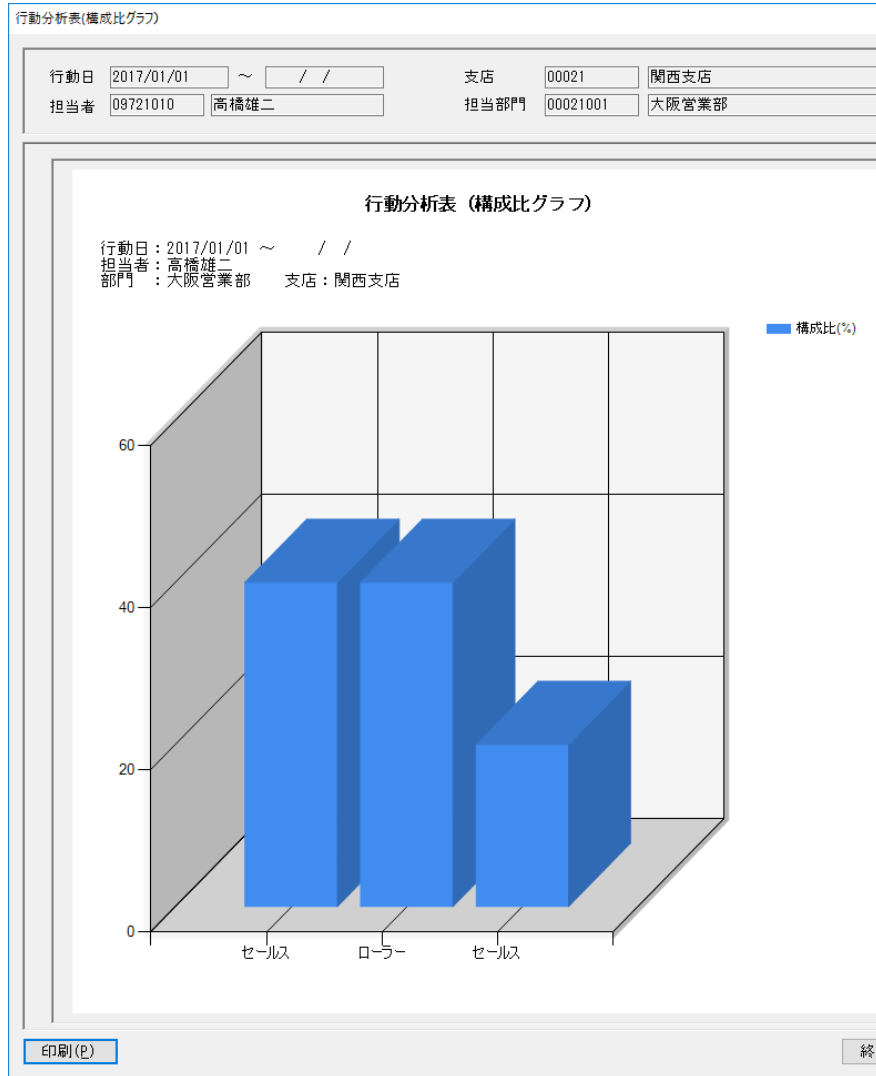 行動分析表(構成比グラフ)
行動日 2017/01/01 ～ / / 支店 00021 関西支店
担当者 09721010 高橋雄二 担当部門 00021001 大阪営業部
行動分析表（構成比グラフ）
行動日：2017/01/01 ～ / /
担当者：高橋雄二
部門 ：大阪営業部 支店：関西支店
構成比(%)
60
40
20
0
セールス ローラー セールス
印刷(P) 終